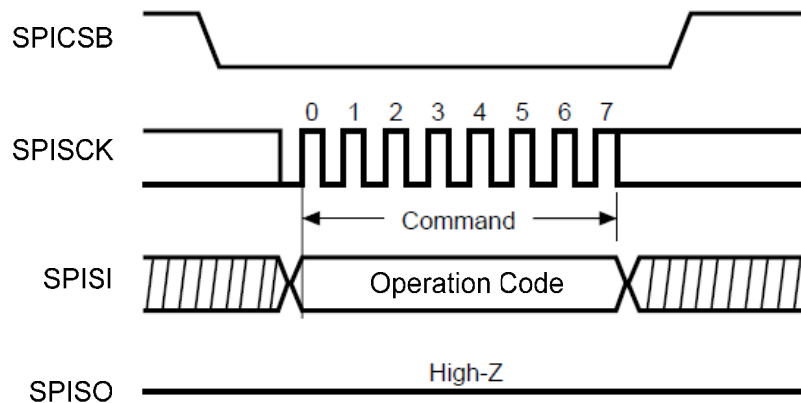 SPICSB
0 1 2 3 4 5 6 7
SPISCK
Command
SPISI
Operation Code
High-Z
SPISO